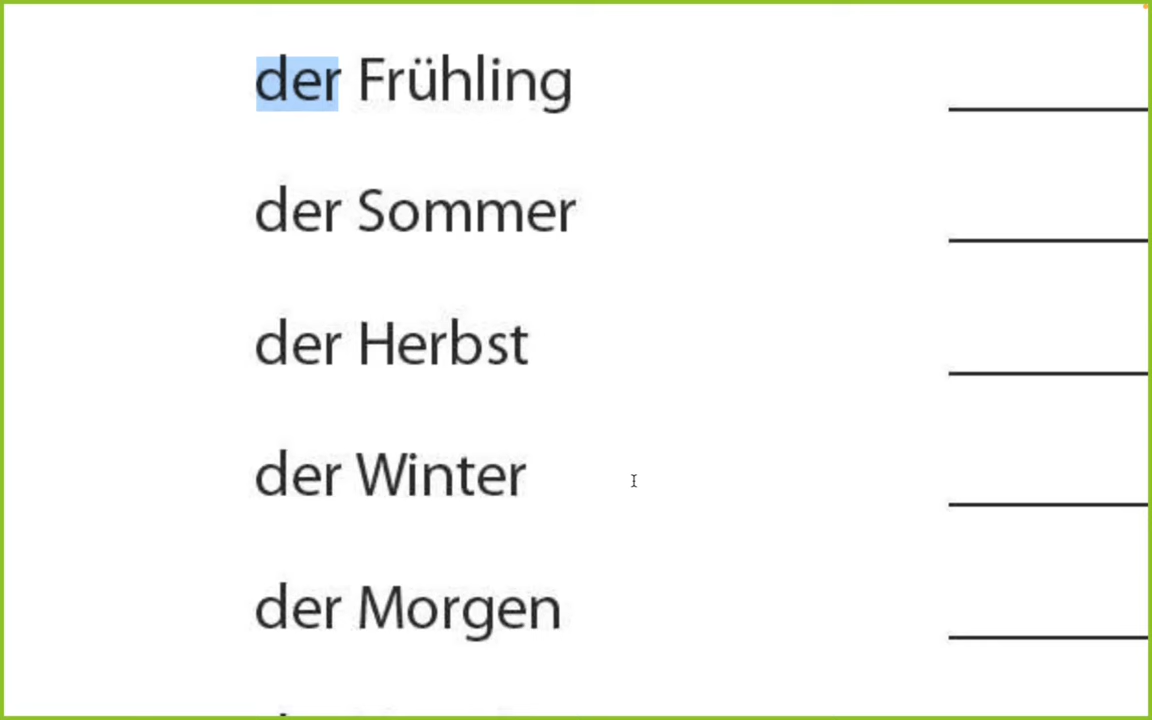 der Frühling
der Sommer
der Herbst
der Winter
der Morgen